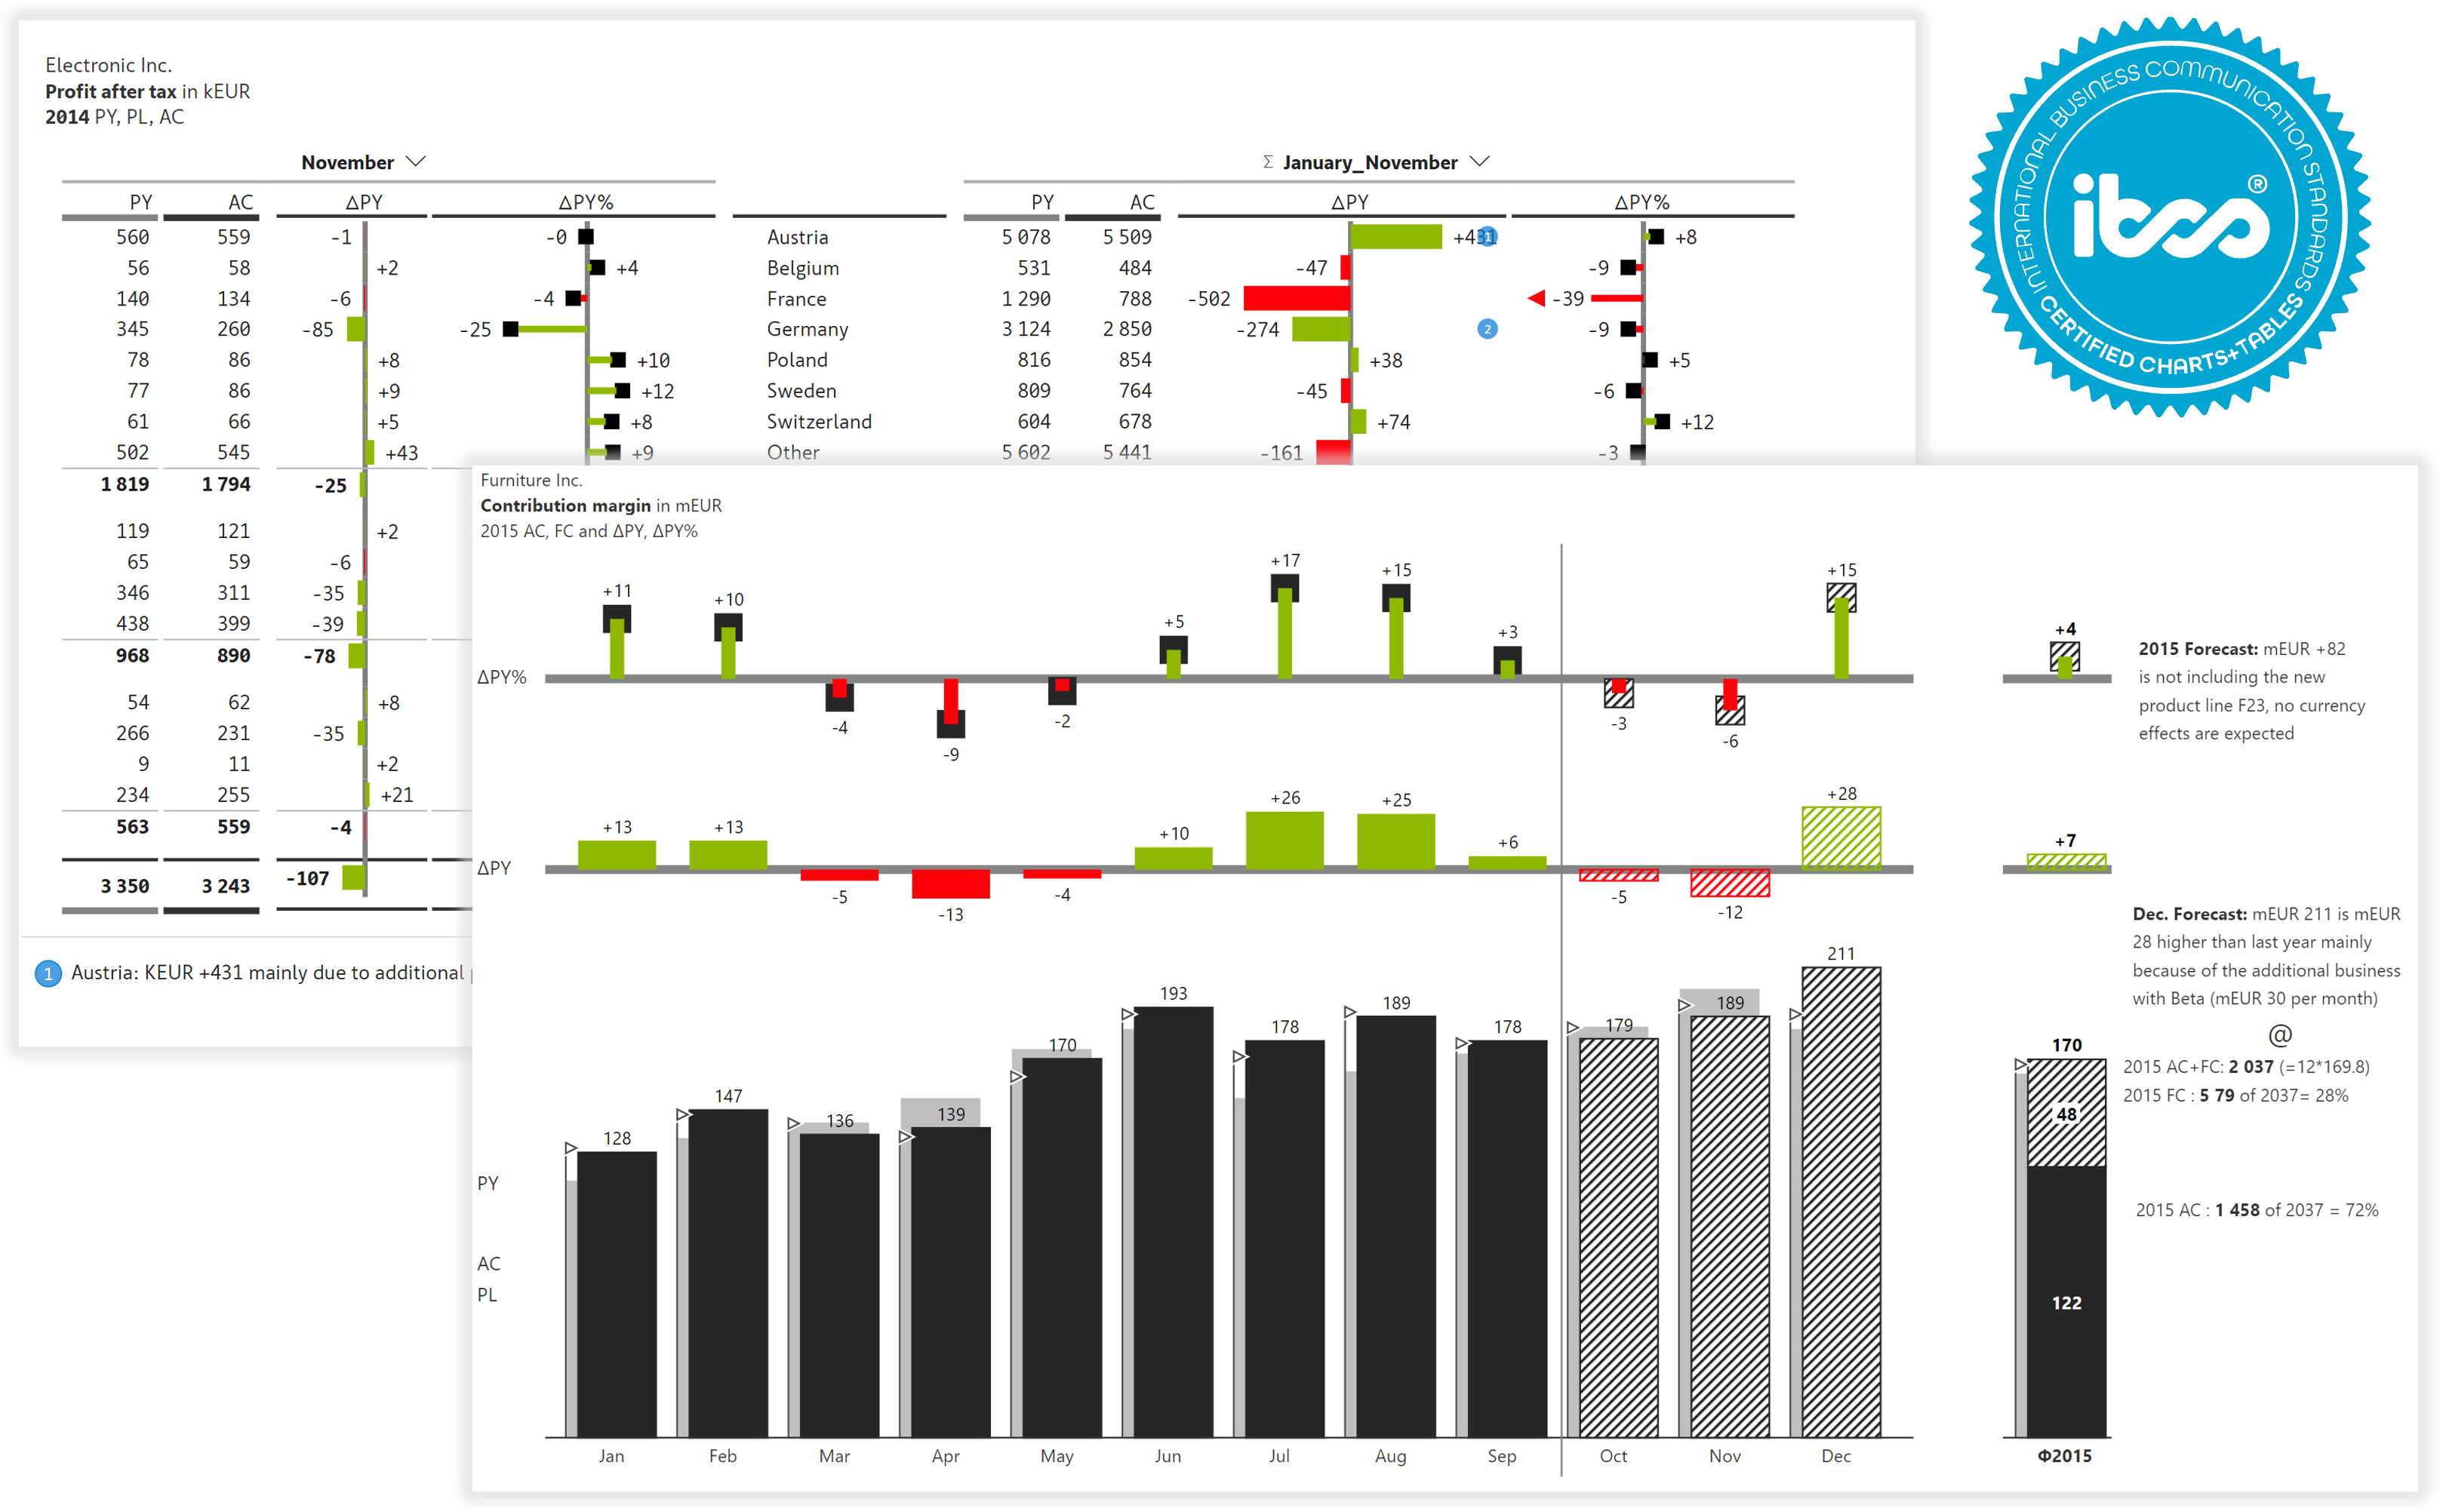 Electronic Inc.
Profit after tax in kEUR
2014 PY, PL, AC
November
Σ January_November
PY AC ΔPY ΔPY% PY AC ΔPY ΔPY%
560 559 -1 -0 Austria 5 078 5 509 +431 1 +8
56 58 +2 +4 Belgium 531 484 -47 -9
140 134 -6 -4 France 1 290 788 -502 -39
345 260 -85 -25 Germany 3 124 2 850 -274 2 -9
78 86 +8 +10 Poland 816 854 +38 +5
77 86 +9 +12 Sweden 809 764 -45 -6
61 66 +5 +8 Switzerland 604 678 +74 +12
502 545 +43 +9 Other 5 602 5 441 -161 -3
1 819 1 794 -25
119 121 +2
65 59 -6
346 311 -35
438 399 -39
968 890 -78
54 62 +8
266 231 -35
9 11 +2
234 255 +21
563 559 -4
3 350 3 243 -107
1 Austria: KEUR +431 mainly due to additional
INTERNATIONAL BUSINESS COMMUNICATION STANDARDS
ibcs ®
CERTIFIED CHARTS+TABLES
Furniture Inc.
Contribution margin in mEUR
2015 AC, FC and ΔPY, ΔPY%
ΔPY%
+11 +10 -4 -9 -2 +5 +17 +15 +3 -3 -6 +15 +4
2015 Forecast: mEUR +82
is not including the new
product line F23, no currency
effects are expected
ΔPY
+13 +13 -5 -13 -4 +10 +26 +25 +6 -5 -12 +28 +7
Dec. Forecast: mEUR 211 is mEUR
28 higher than last year mainly
because of the additional business
with Beta (mEUR 30 per month)
@
128 147 136 139 170 193 178 189 178 179 189 211 170
2015 AC+FC: 2 037 (=12*169.8)
2015 FC : 5 79 of 2037= 28%
48
PY
2015 AC : 1 458 of 2037 = 72%
AC
PL
122
Jan Feb Mar Apr May Jun Jul Aug Sep Oct Nov Dec Φ2015